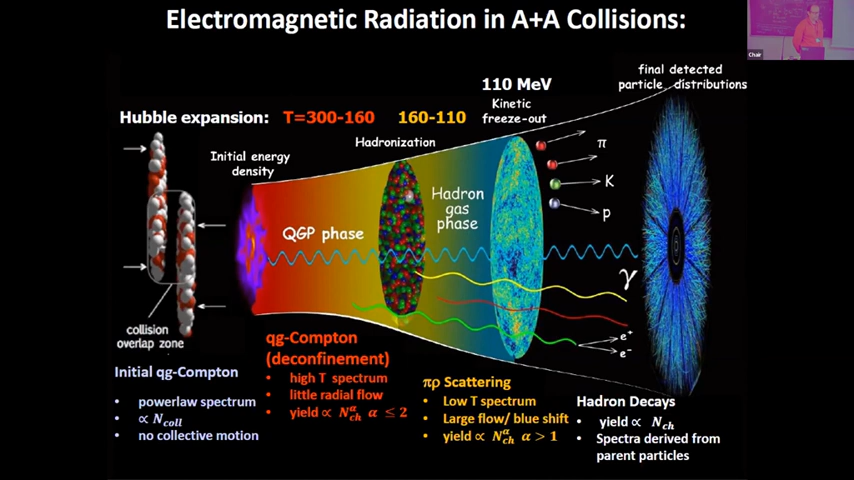 Electromagnetic Radiation in A+A Collisions:
Chair
final detected
particle distributions
110 MeV
Kinetic
freeze-out
Hubble expansion: T=300-160 160-110
Hadronization
Initial energy
density
π
K
p
Hadron
gas
phase
QGP phase
γ
collision
overlap zone
e⁺
e⁻
Initial qg-Compton
• powerlaw spectrum
• ∝ N_coll
• no collective motion
qg-Compton
(deconfinement)
• high T spectrum
• little radial flow
• yield ∝ N_ch^α α ≤ 2
πρ Scattering
• Low T spectrum
• Large flow/ blue shift
• yield ∝ N_ch^α α > 1
Hadron Decays
• yield ∝ N_ch
• Spectra derived from
parent particles